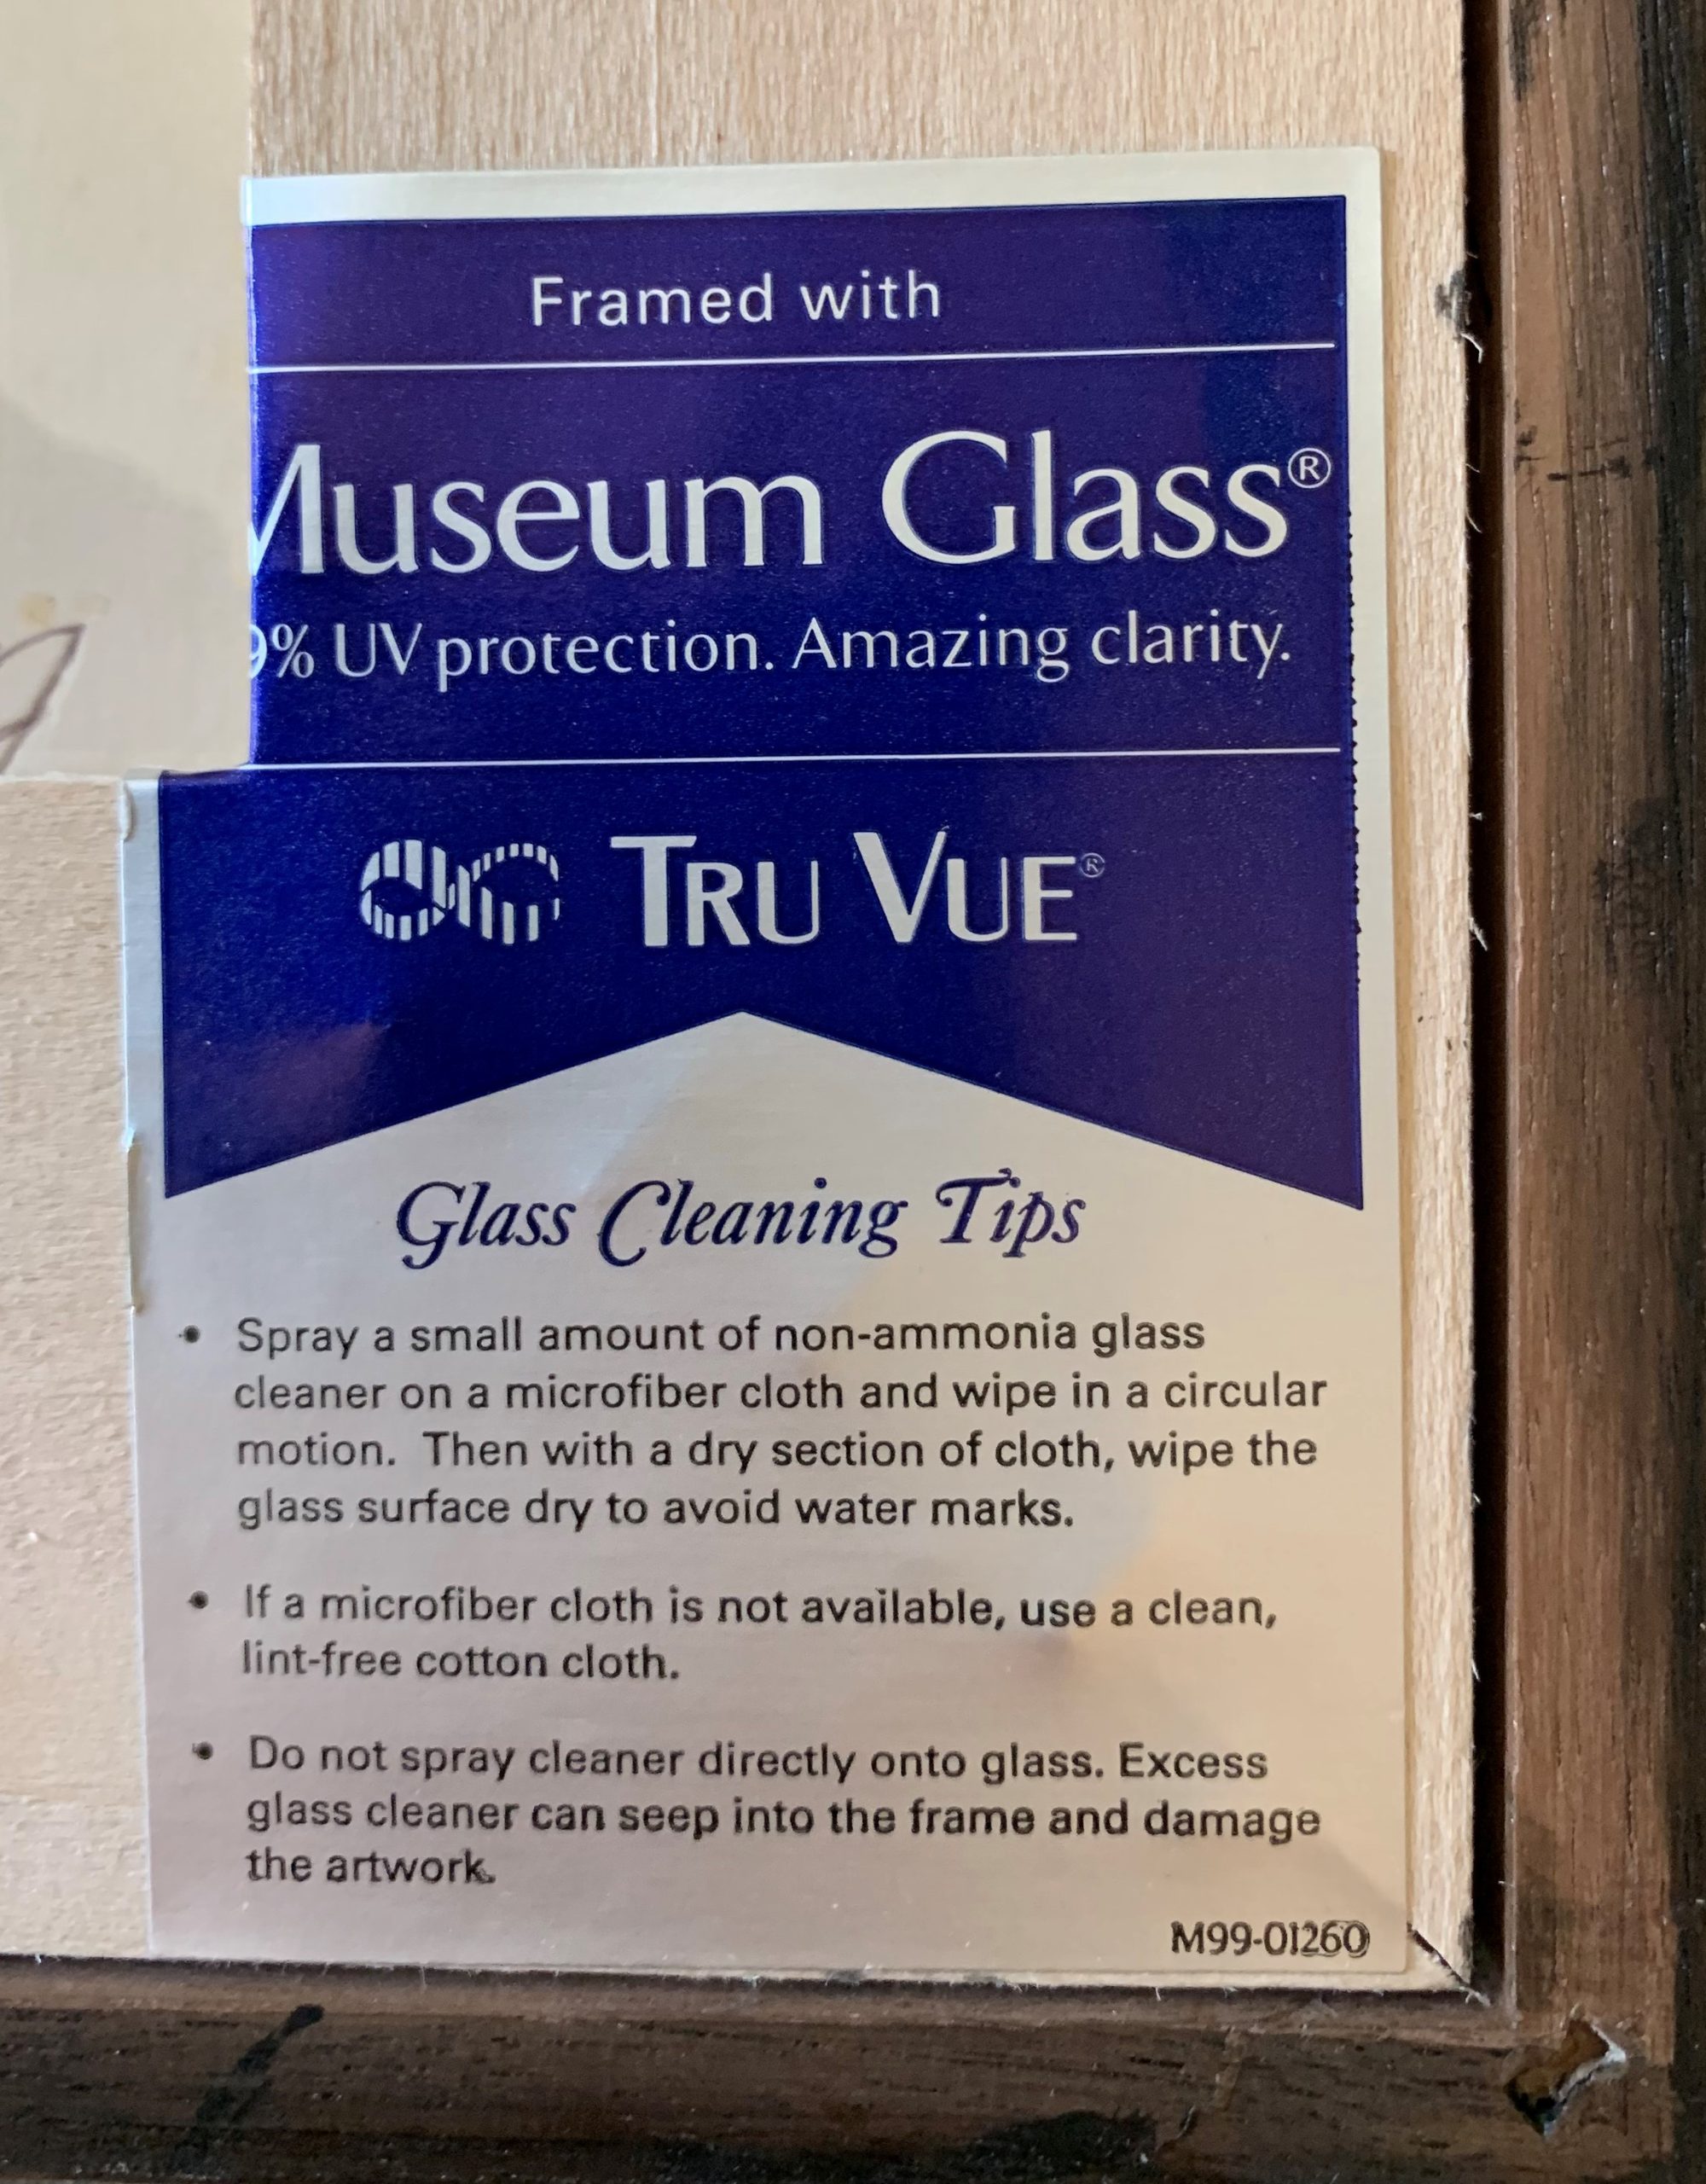 Framed with
Museum Glass®
9% UV protection. Amazing clarity.
TRU VUE®
Glass Cleaning Tips
• Spray a small amount of non-ammonia glass
cleaner on a microfiber cloth and wipe in a circular
motion. Then with a dry section of cloth, wipe the
glass surface dry to avoid water marks.
• If a microfiber cloth is not available, use a clean,
lint-free cotton cloth.
• Do not spray cleaner directly onto glass. Excess
glass cleaner can seep into the frame and damage
the artwork.
M99-01260